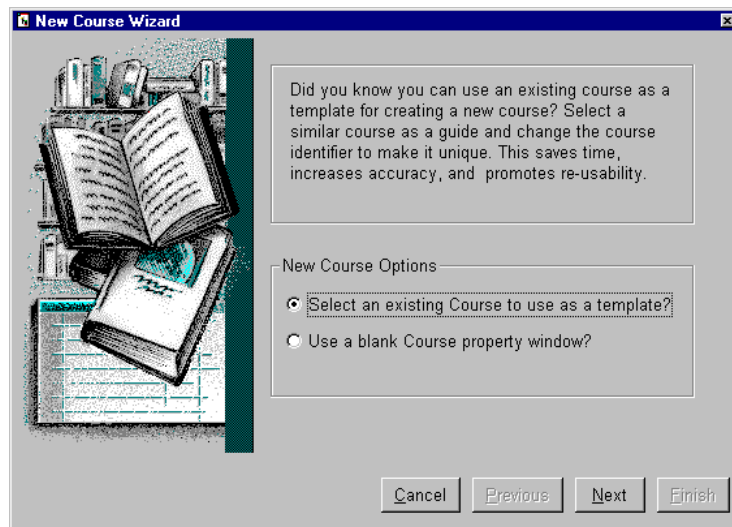 New Course Wizard
Did you know you can use an existing course as a
template for creating a new course? Select a
similar course as a guide and change the course
identifier to make it unique. This saves time,
increases accuracy, and  promotes re-usability.
New Course Options
Select an existing Course to use as a template?
Use a blank Course property window?
Cancel Previous Next Finish